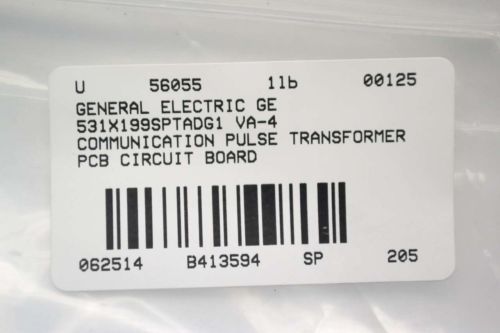 U 56055 1lb 00125
GENERAL ELECTRIC GE
531X199SPTADG1 VA-4
COMMUNICATION PULSE TRANSFORMER
PCB CIRCUIT BOARD
062514 B413594 SP 205